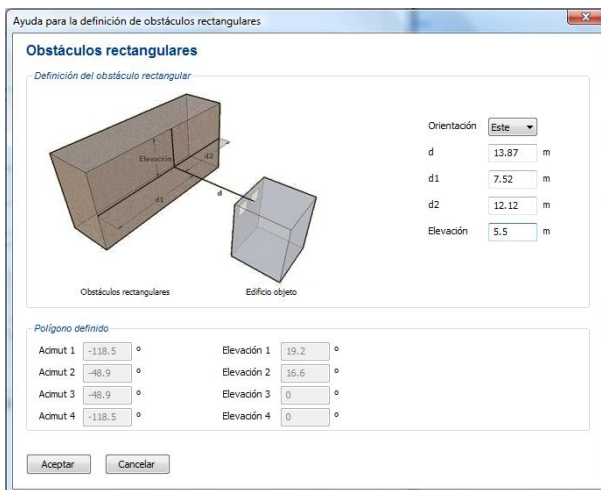 Ayuda para la definición de obstáculos rectangulares
Obstáculos rectangulares
Definición del obstáculo rectangular
Elevación
d2
d1
d
Obstáculos rectangulares
Edificio objeto
Orientación Este
d 13.87 m
d1 7.52 m
d2 12.12 m
Elevación 5.5 m
Polígono definido
Acimut 1 -118.5 º Elevación 1 19.2 º
Acimut 2 -48.9 º Elevación 2 16.6 º
Acimut 3 -48.9 º Elevación 3 0 º
Acimut 4 -118.5 º Elevación 4 0 º
Aceptar Cancelar